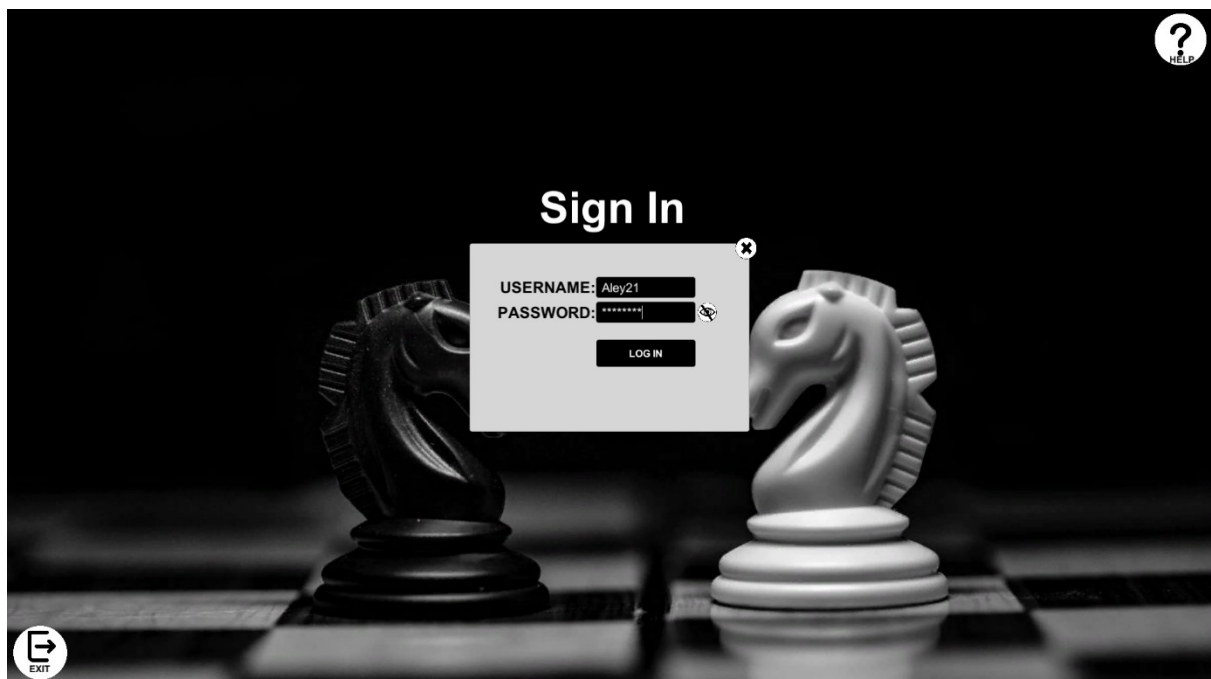 HELP
Sign In
USERNAME: Aley21
PASSWORD: ********
LOG IN
EXIT